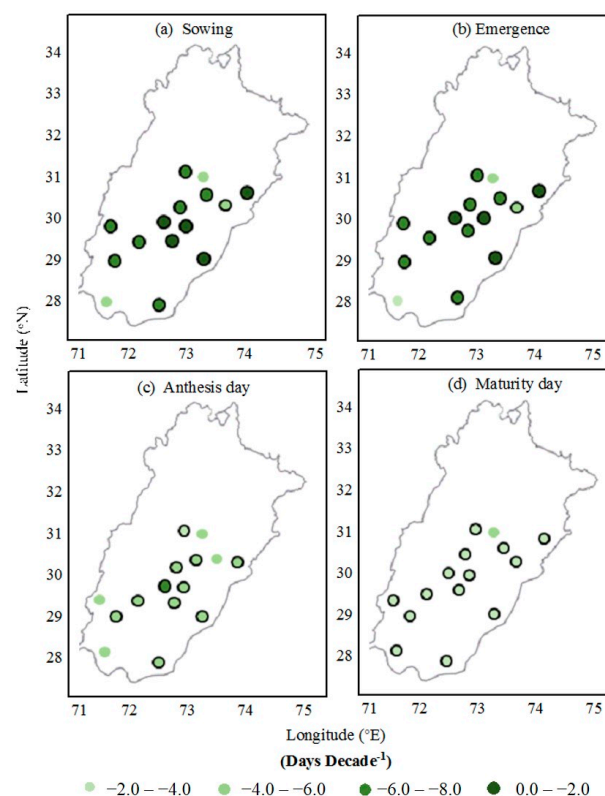 (a) Sowing
(b) Emergence
34
33
32
31
30
29
28
71 72 73 74 75
34
33
32
31
30
29
28
71 72 73 74 75
Latitude (°N)
(c) Anthesis day
(d) Maturity day
34
33
32
31
30
29
28
71 72 73 74 75
34
33
32
31
30
29
28
71 72 73 74 75
Longitude (°E)
(Days Decade⁻¹)
−2.0 – −4.0 −4.0 – −6.0 −6.0 – −8.0 0.0 – −2.0